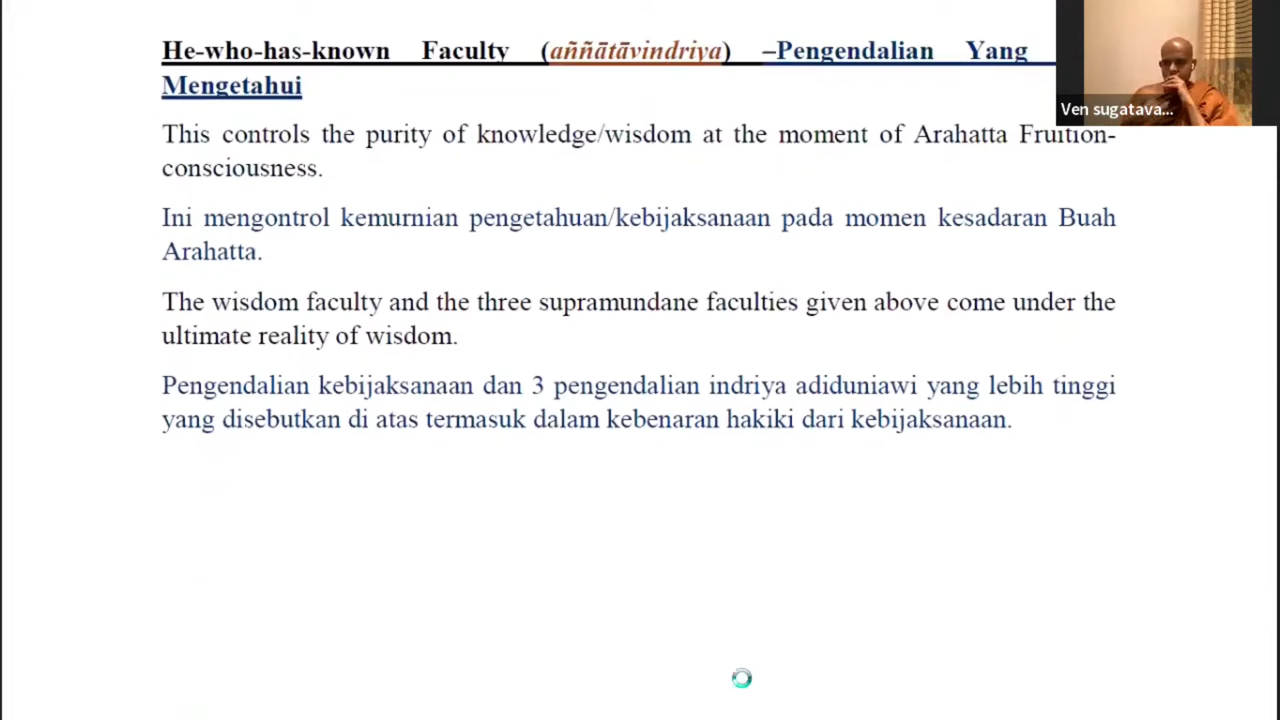 He-who-has-known Faculty (aññātāvindriya) –Pengendalian Yang
Mengetahui
This controls the purity of knowledge/wisdom at the moment of Arahatta Fruition-
consciousness.
Ini mengontrol kemurnian pengetahuan/kebijaksanaan pada momen kesadaran Buah
Arahatta.
The wisdom faculty and the three supramundane faculties given above come under the
ultimate reality of wisdom.
Pengendalian kebijaksanaan dan 3 pengendalian indriya adiduniawi yang lebih tinggi
yang disebutkan di atas termasuk dalam kebenaran hakiki dari kebijaksanaan.
Ven sugatava...